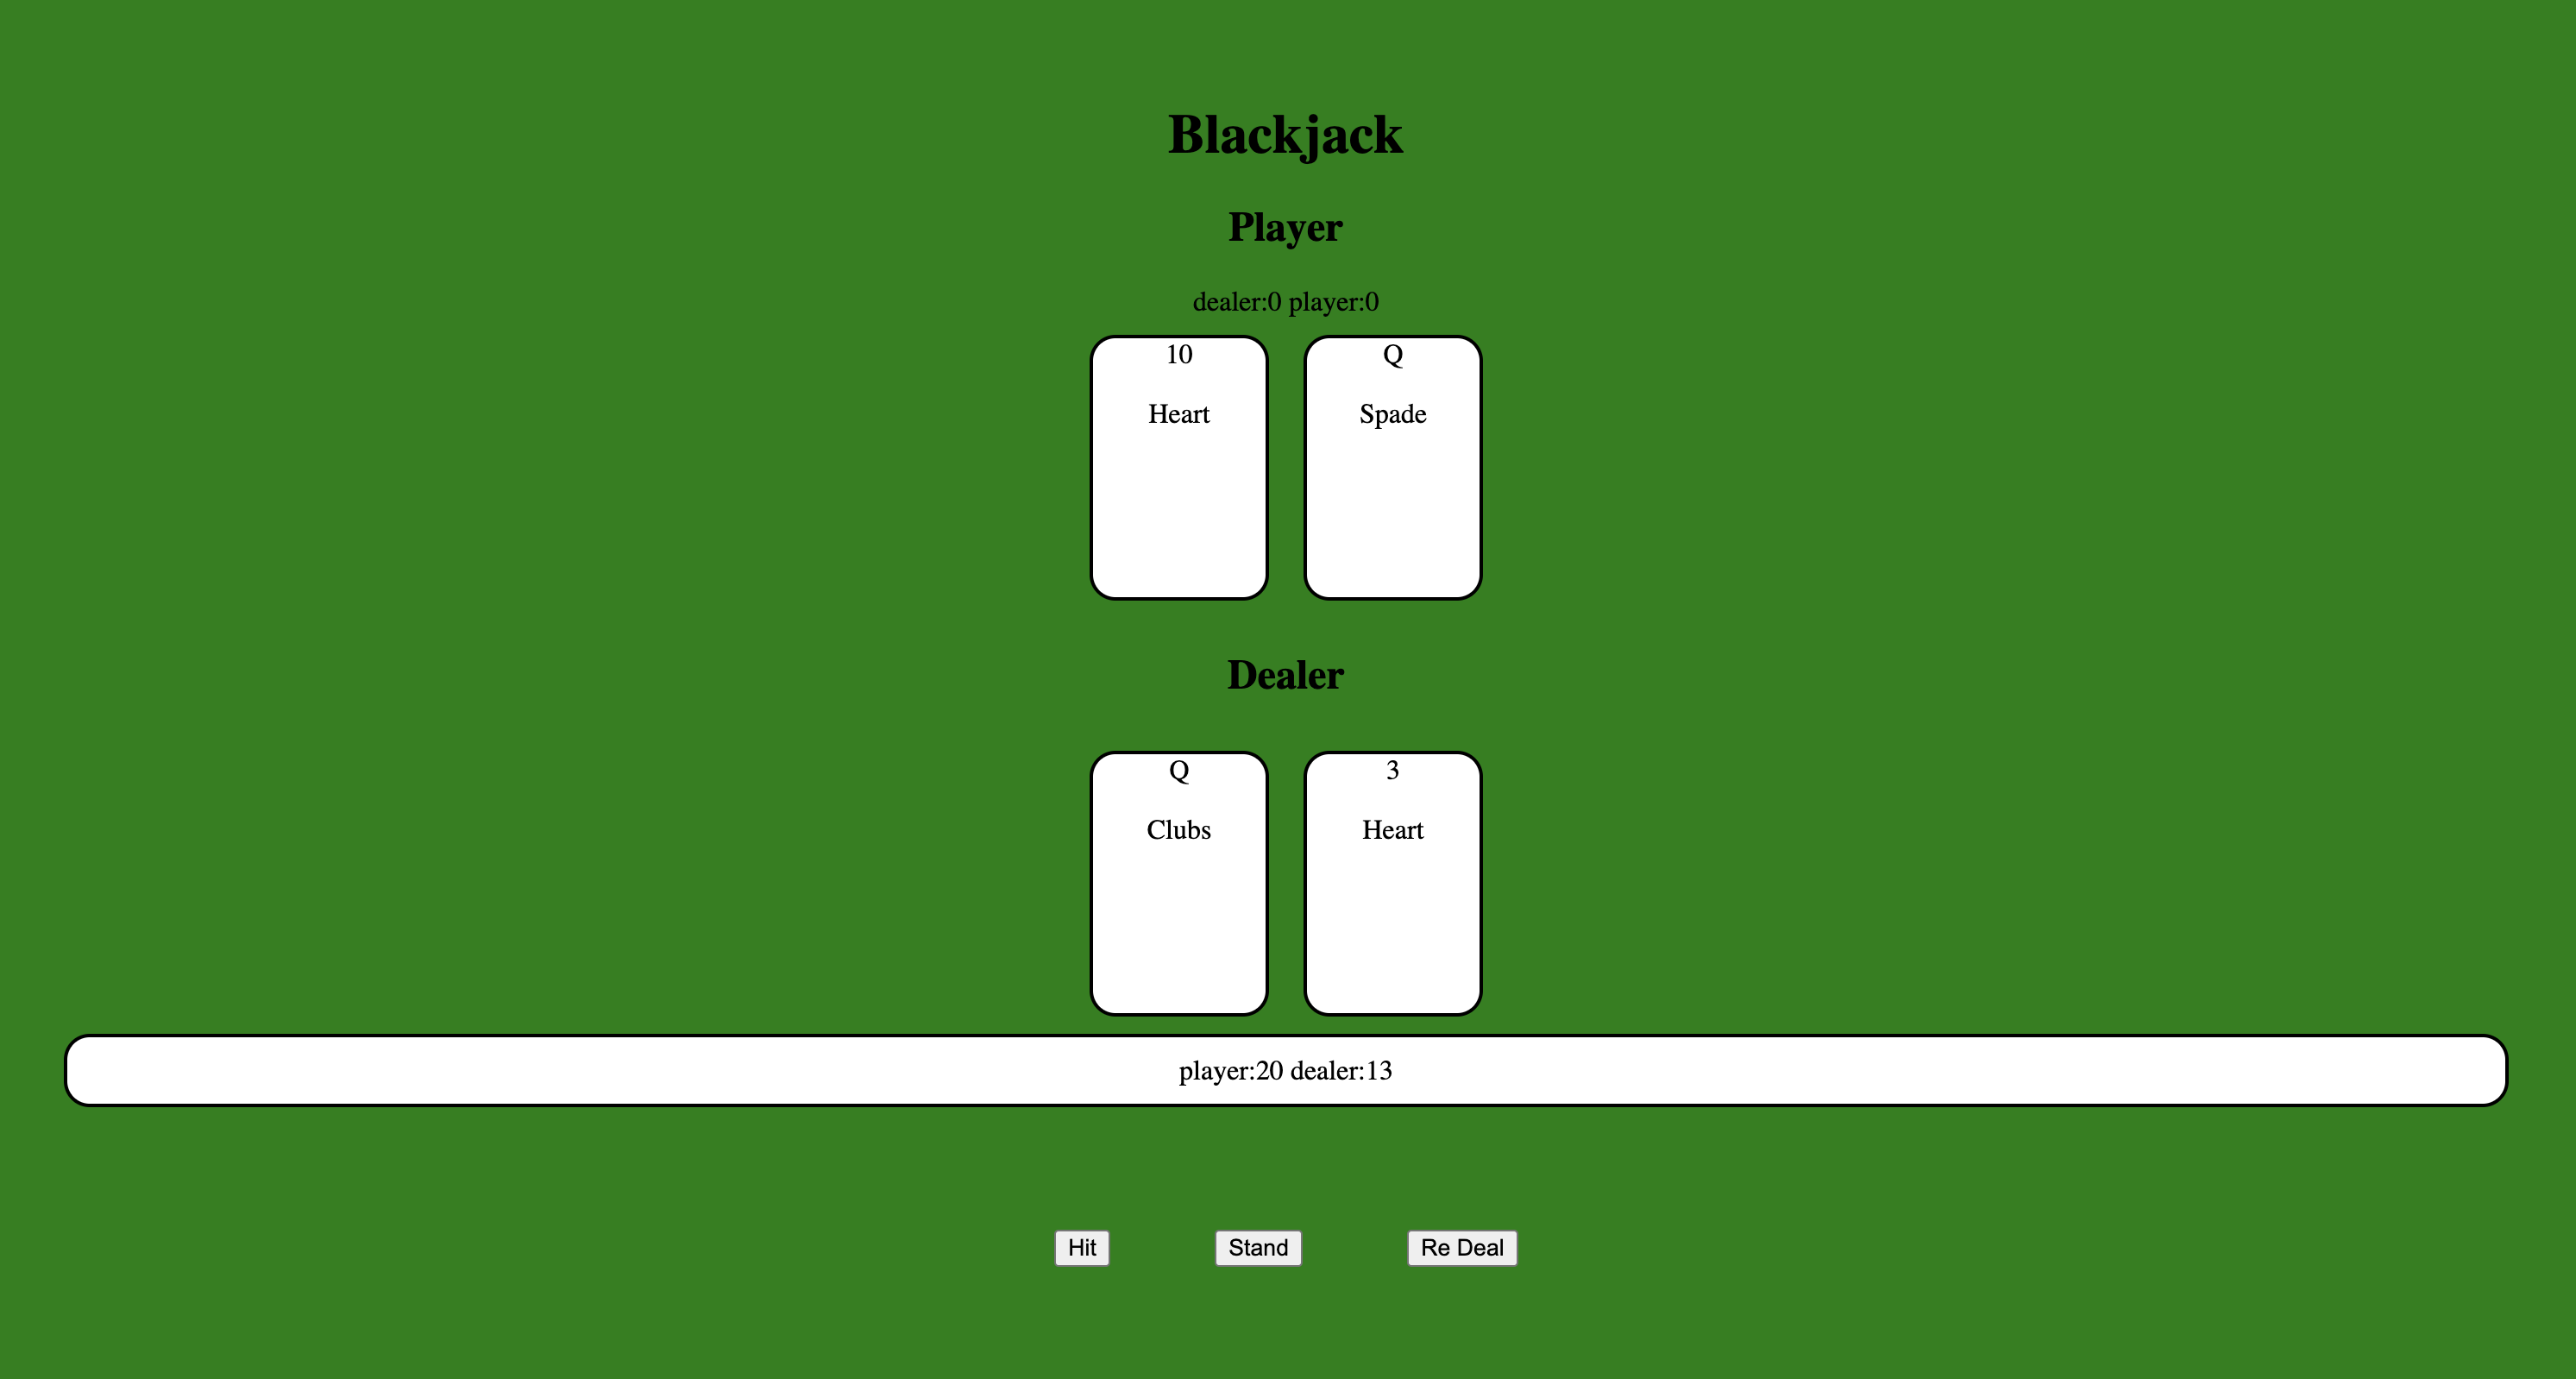 Blackjack
Player
dealer:0 player:0
10 Q
Heart Spade
Dealer
Q 3
Clubs Heart
player:20 dealer:13
Hit Stand Re Deal